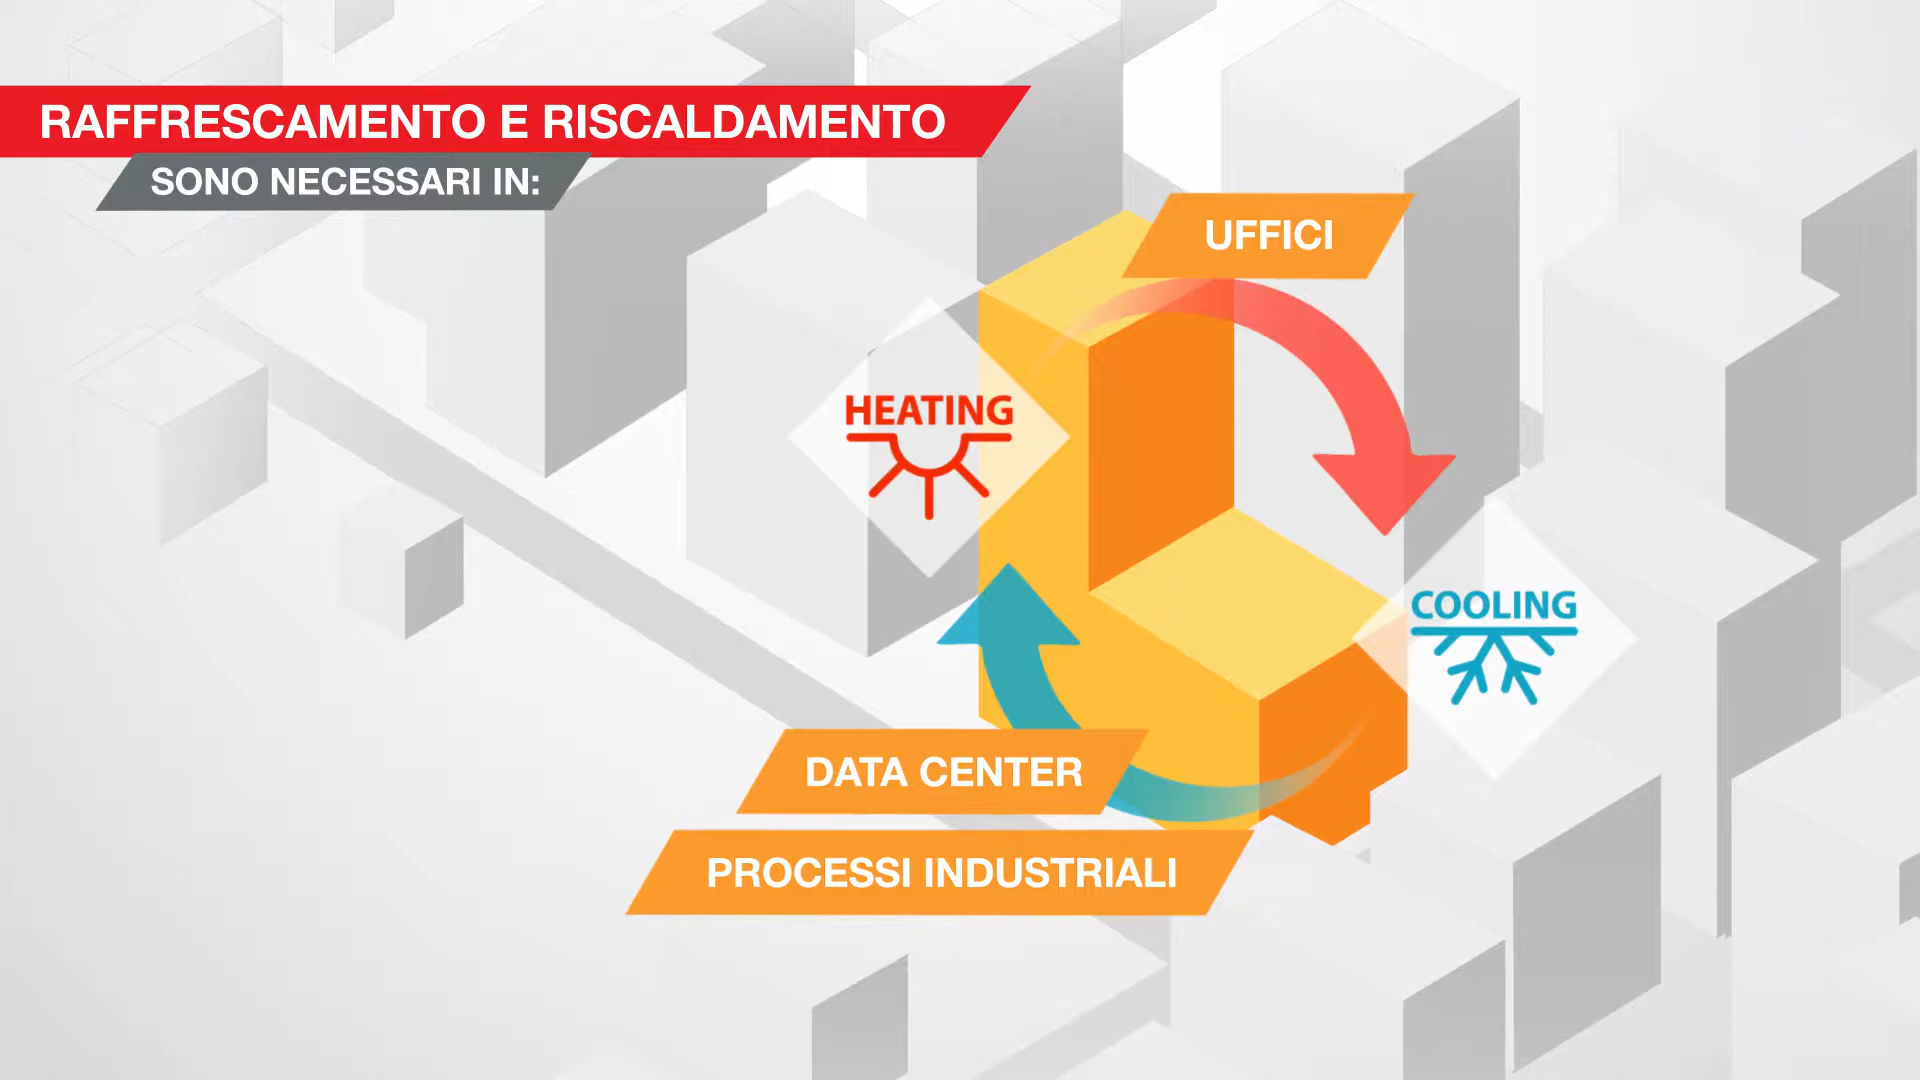 RAFFRESCAMENTO E RISCALDAMENTO
SONO NECESSARI IN:
UFFICI
HEATING
COOLING
DATA CENTER
PROCESSI INDUSTRIALI